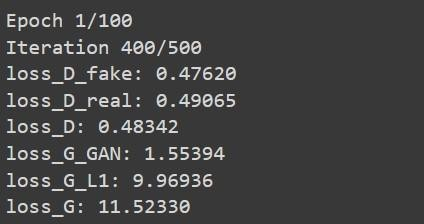 Epoch 1/100
Iteration 400/500
loss_D_fake: 0.47620
loss_D_real: 0.49065
loss_D: 0.48342
loss_G_GAN: 1.55394
loss_G_L1: 9.96936
loss_G: 11.52330